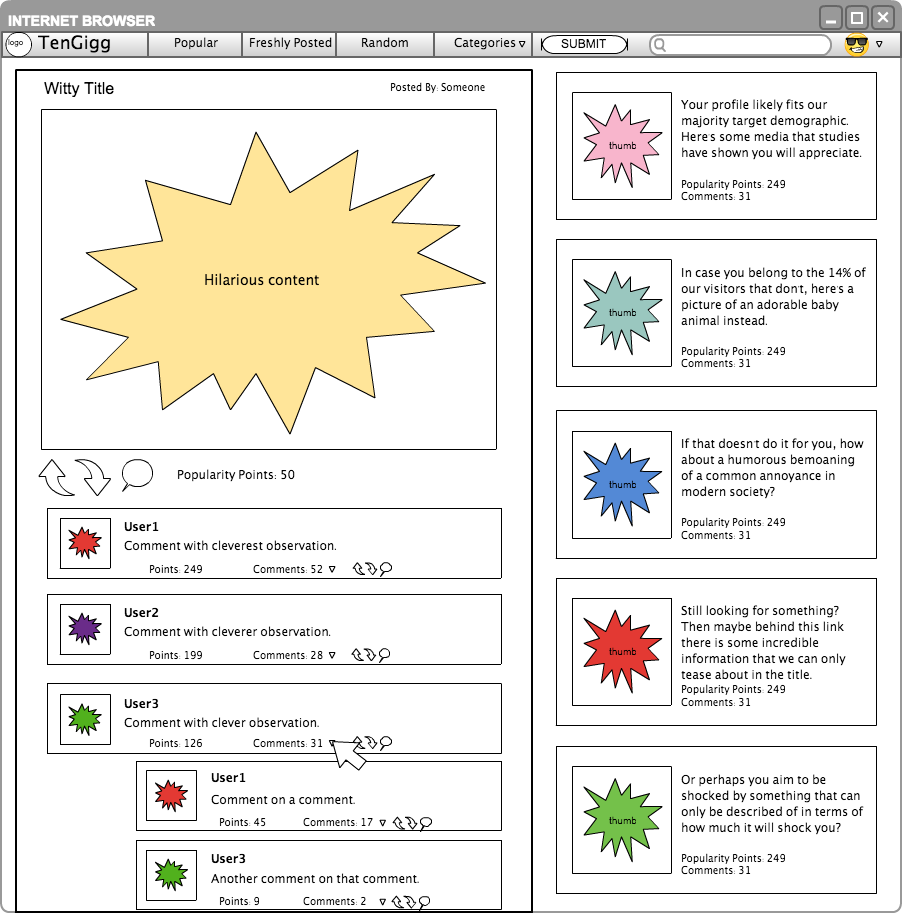 INTERNET BROWSER
logo
TenGigg
Popular
Freshly Posted
Random
Categories
SUBMIT
Witty Title
Posted By: Someone
Hilarious content
Popularity Points: 50
User1
Comment with cleverest observation.
Points: 249
Comments: 52
User2
Comment with cleverer observation.
Points: 199
Comments: 28
User3
Comment with clever observation.
Points: 126
Comments: 31
User1
Comment on a comment.
Points: 45
Comments: 17
User3
Another comment on that comment.
Points: 9
Comments: 2
thumb
Your profile likely fits our
majority target demographic.
Here's some media that studies
have shown you will appreciate.
Popularity Points: 249
Comments: 31
thumb
In case you belong to the 14% of
our visitors that don't, here's a
picture of an adorable baby
animal instead.
Popularity Points: 249
Comments: 31
thumb
If that doesn't do it for you, how
about a humorous bemoaning
of a common annoyance in
modern society?
Popularity Points: 249
Comments: 31
thumb
Still looking for something?
Then maybe behind this link
there is some incredible
information that we can only
tease about in the title.
Popularity Points: 249
Comments: 31
thumb
Or perhaps you aim to be
shocked by something that can
only be described of in terms of
how much it will shock you?
Popularity Points: 249
Comments: 31